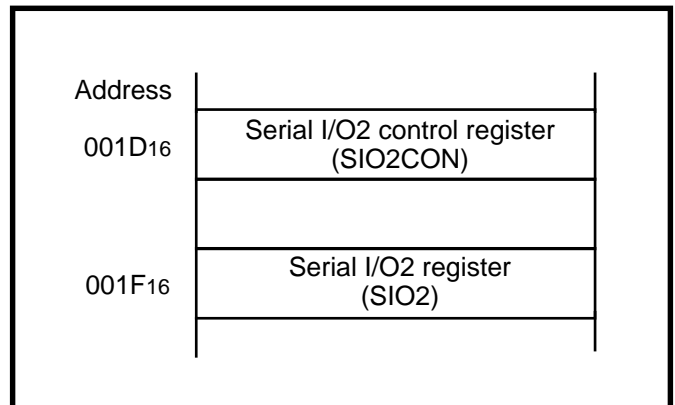 Address
001D16
Serial I/O2 control register
(SIO2CON)
001F16
Serial I/O2 register
(SIO2)